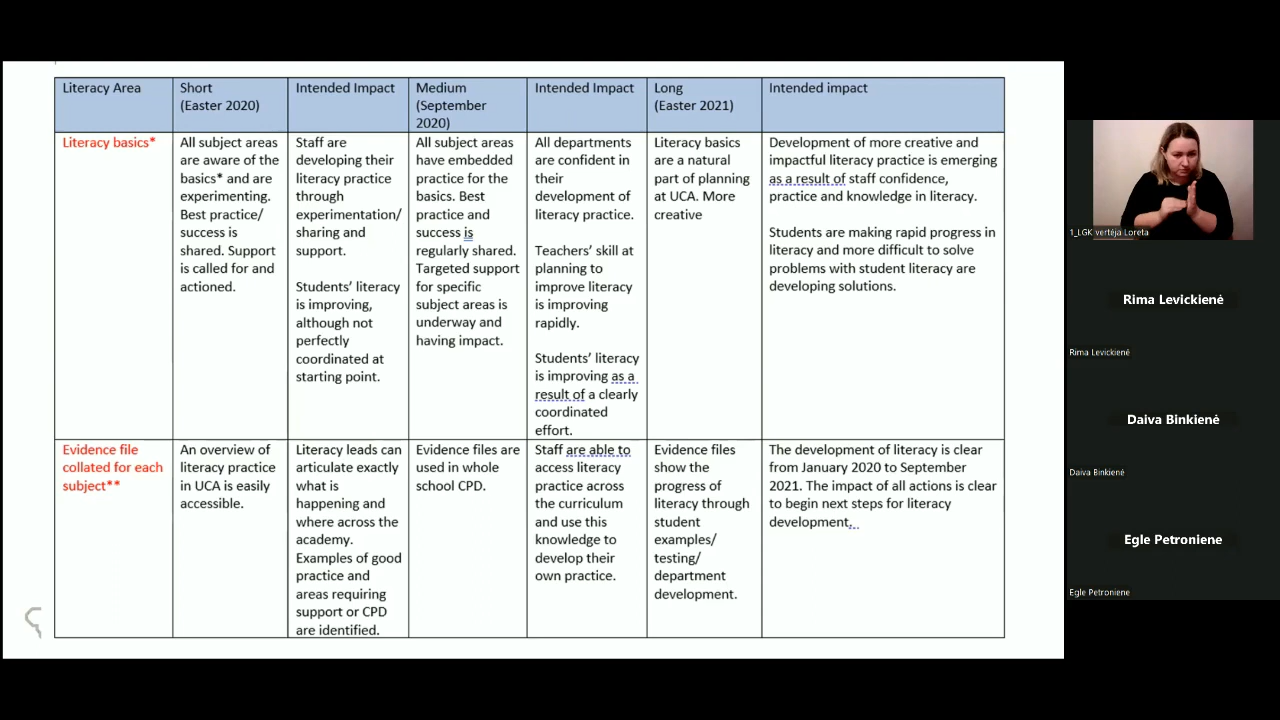 Literacy Area
Short
(Easter 2020)
Intended Impact
Medium
(September
2020)
Intended Impact
Long
(Easter 2021)
Intended impact
Literacy basics*
All subject areas
are aware of the
basics* and are
experimenting.
Best practice/
success is
shared. Support
is called for and
actioned.
Staff are
developing their
literacy practice
through
experimentation/
sharing and
support.
Students’ literacy
is improving,
although not
perfectly
coordinated at
starting point.
All subject areas
have embedded
practice for the
basics. Best
practice and
success is
regularly shared.
Targeted support
for specific
subject areas is
underway and
having impact.
All departments
are confident in
their
development of
literacy practice.
Teachers’ skill at
planning to
improve literacy
is improving
rapidly.
Students’ literacy
is improving as a
result of a clearly
coordinated
effort.
Literacy basics
are a natural
part of planning
at UCA. More
creative
Development of more creative and
impactful literacy practice is emerging
as a result of staff confidence,
practice and knowledge in literacy.
Students are making rapid progress in
literacy and more difficult to solve
problems with student literacy are
developing solutions.
Evidence file
collated for each
subject**
An overview of
literacy practice
in UCA is easily
accessible.
Literacy leads can
articulate exactly
what is
happening and
where across the
academy.
Examples of good
practice and
areas requiring
support or CPD
are identified.
Evidence files are
used in whole
school CPD.
Staff are able to
access literacy
practice across
the curriculum
and use this
knowledge to
develop their
own practice.
Evidence files
show the
progress of
literacy through
student
examples/
testing/
department
development.
The development of literacy is clear
from January 2020 to September
2021. The impact of all actions is clear
to begin next steps for literacy
development..
1_LGK vertėja Loreta
Rima Levickienė
Rima Levickienė
Daiva Binkienė
Daiva Binkienė
Egle Petroniene
Egle Petroniene